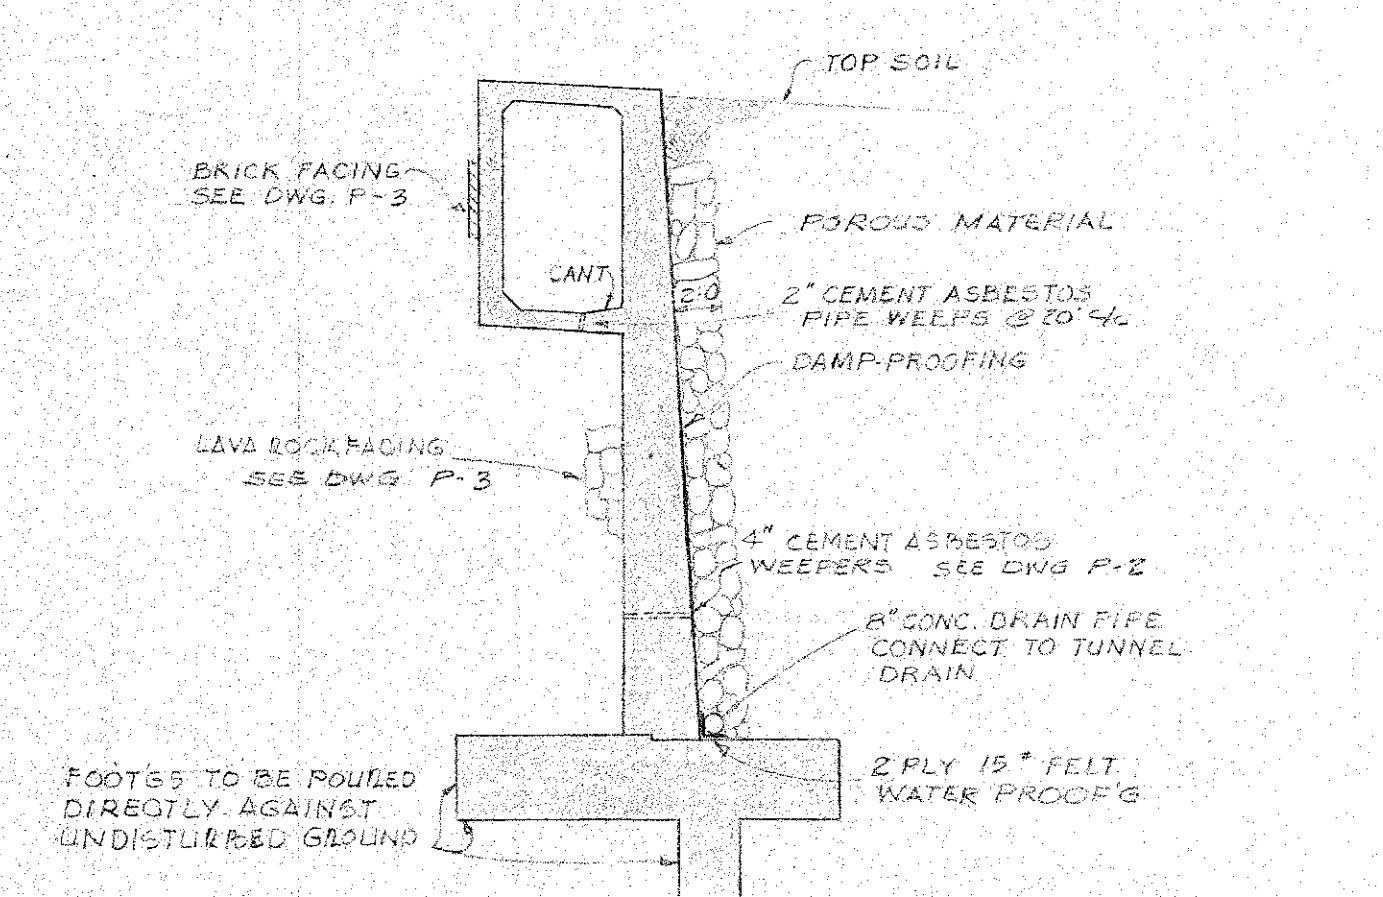 TOP SOIL
BRICK FACING
SEE DWG. P-3
POROUS MATERIAL
CANT
2:0
2" CEMENT ASBESTOS
PIPE WEEPS @ 20' c/c
DAMP-PROOFING
LAVA ROCK FACING
SEE DWG. P-3
4" CEMENT ASBESTOS
WEEPERS SEE DWG P-2
8" CONC. DRAIN PIPE
CONNECT TO TUNNEL
DRAIN
2 PLY 15# FELT
WATER PROOF'G
FOOT'GS TO BE POURED
DIRECTLY AGAINST
UNDISTURBED GROUND